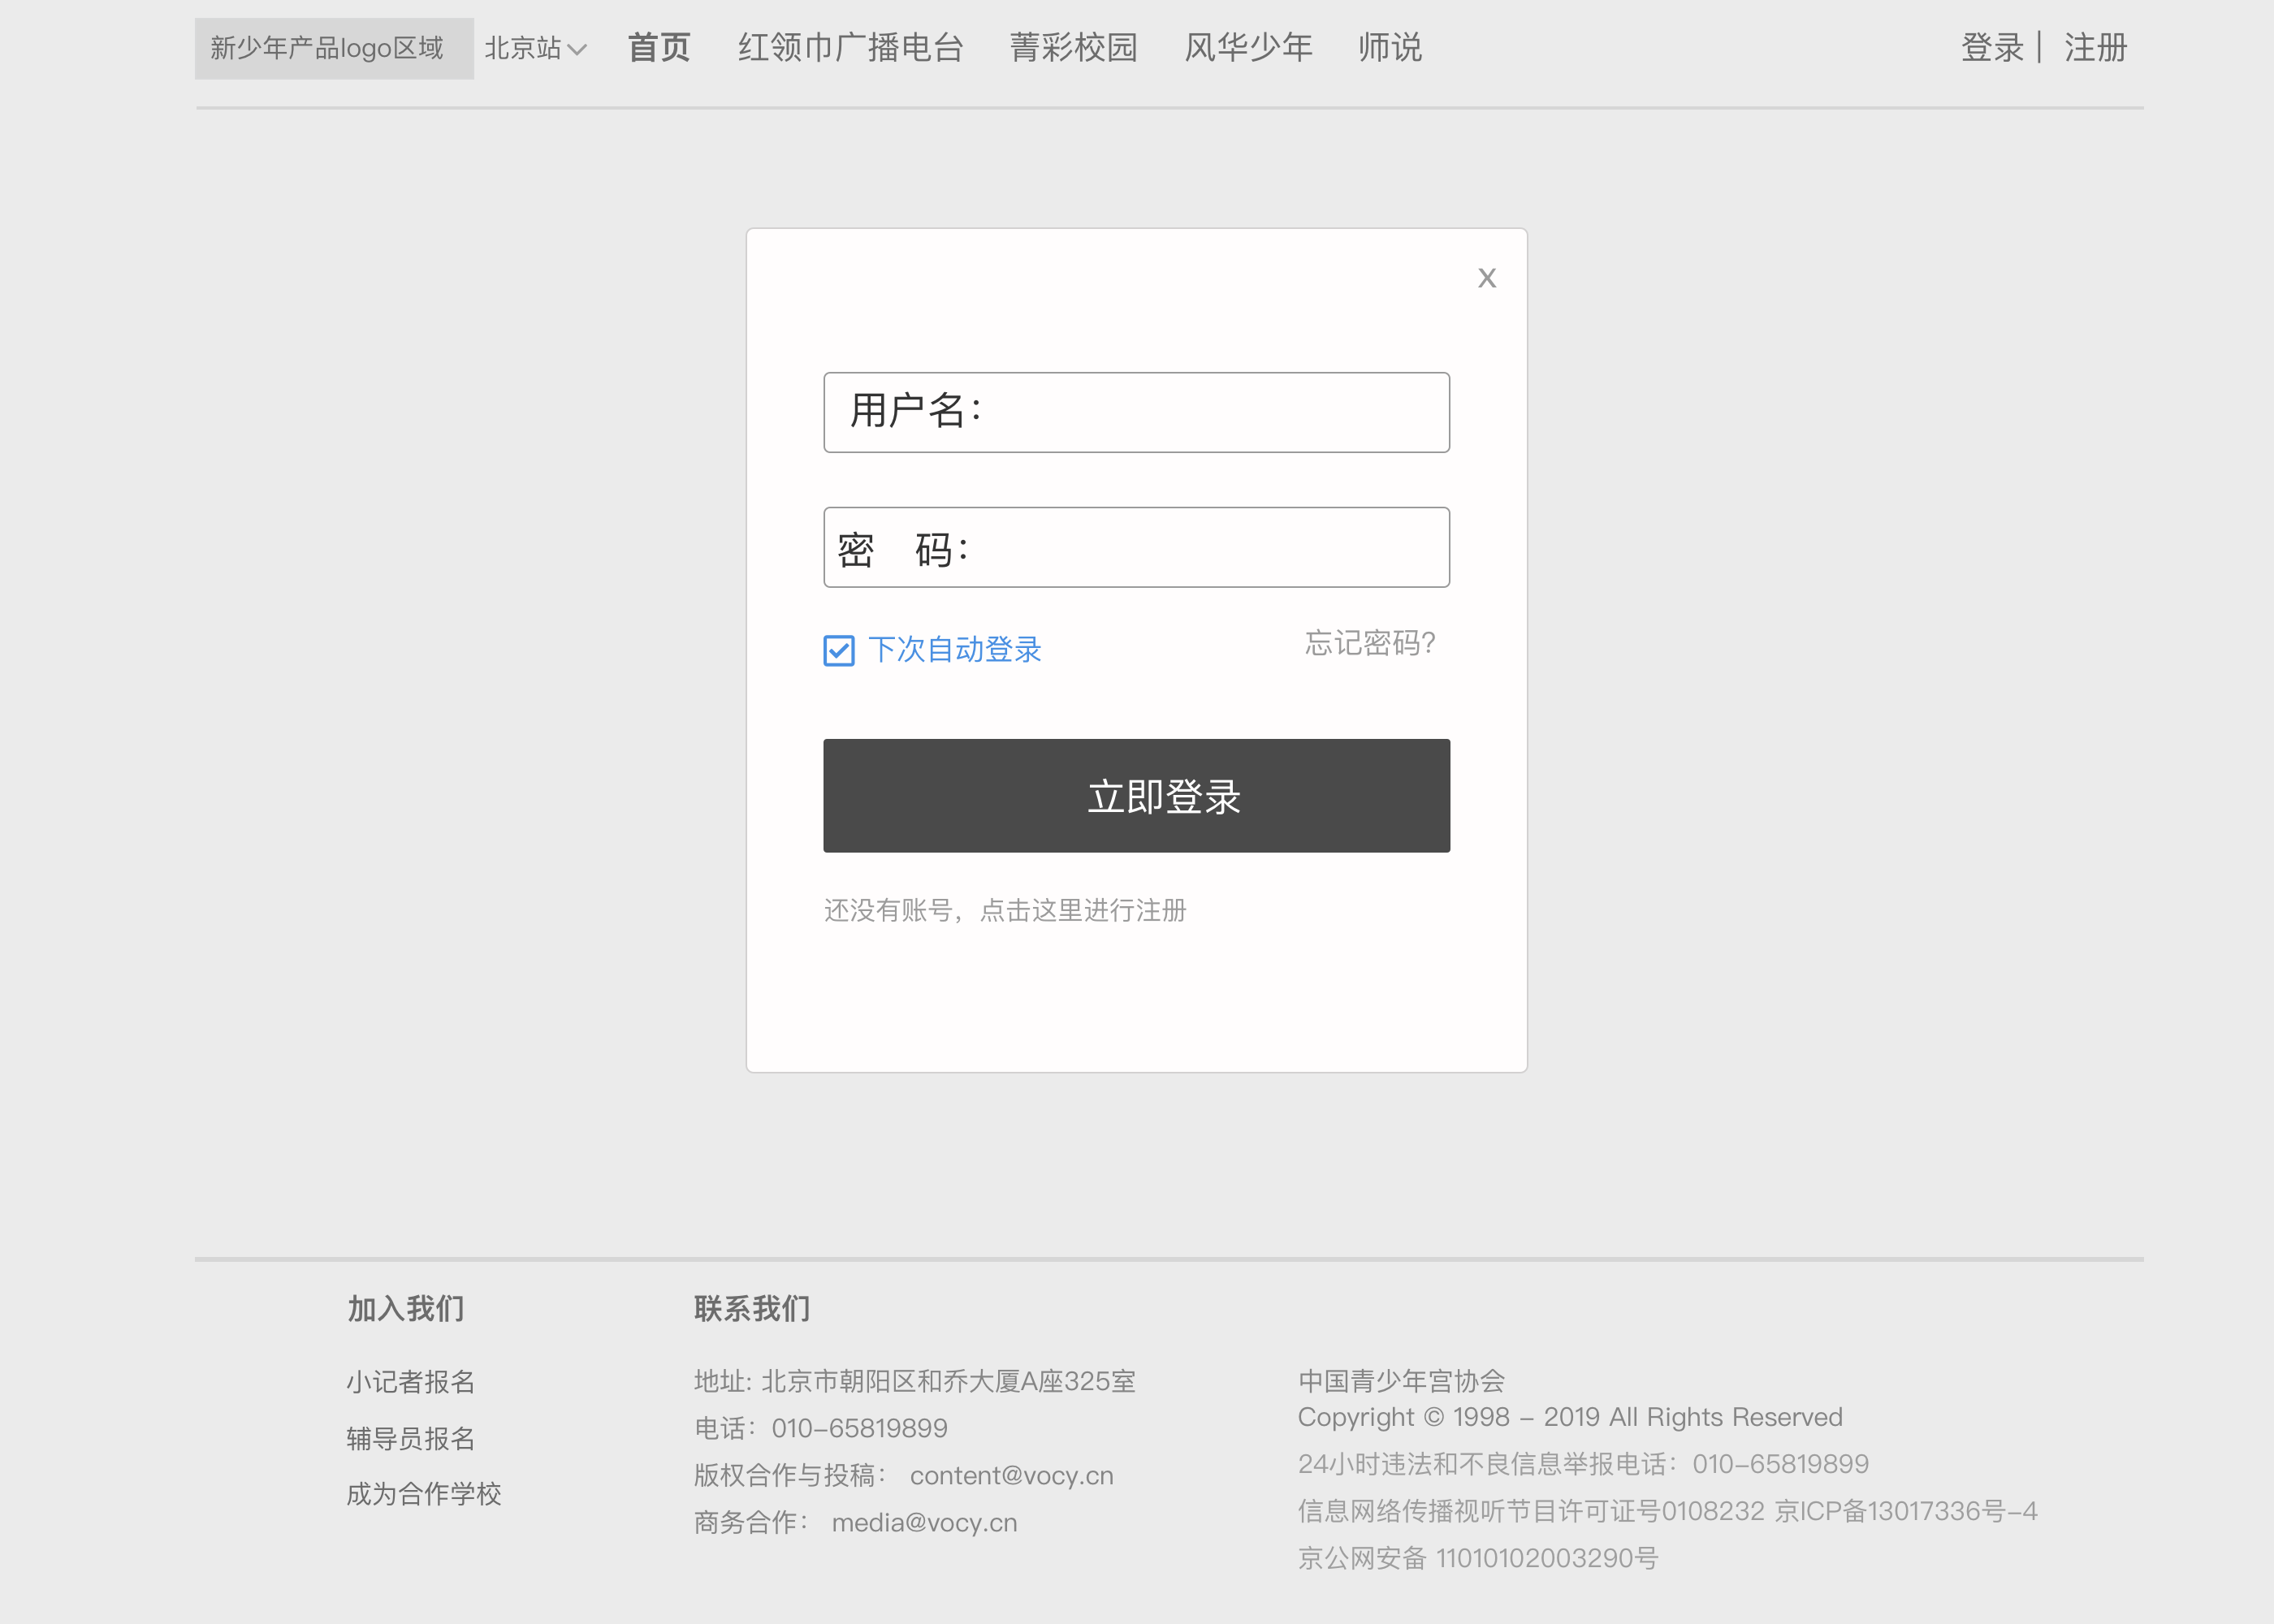 新少年产品logo区域 北京站 首页 红领巾广播电台 菁彩校园 风华少年 师说 登录 | 注册
x
用户名：
密 码：
下次自动登录 忘记密码?
立即登录
还没有账号，点击这里进行注册
加入我们
小记者报名
辅导员报名
成为合作学校
联系我们
地址: 北京市朝阳区和乔大厦A座325室
电话：010-65819899
版权合作与投稿： content@vocy.cn
商务合作： media@vocy.cn
中国青少年宫协会
Copyright © 1998 - 2019 All Rights Reserved
24小时违法和不良信息举报电话：010-65819899
信息网络传播视听节目许可证号0108232 京ICP备13017336号-4
京公网安备 11010102003290号